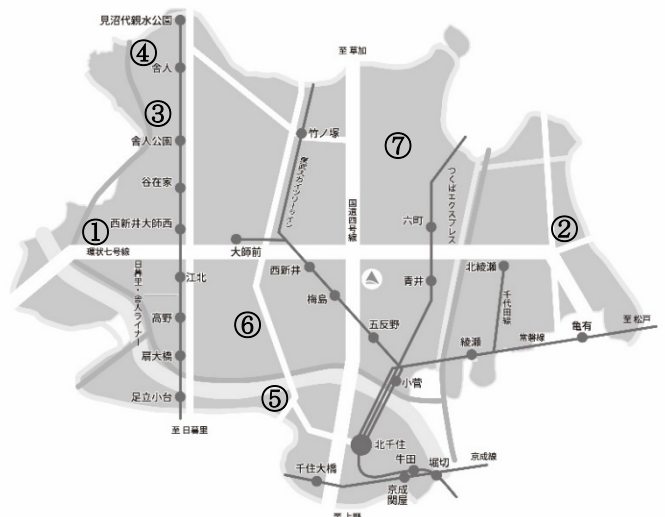 見沼代親水公園
④
舎人
③
舎人公園
谷在家
西新井大師西
①
環状七号線
江北
日暮里・舎人ライナー
高野
扇大橋
足立小台
至 日暮里
至 草加
竹ノ塚
東武スカイツリーライン
国道四号線
大師前
西新井
梅島
五反野
⑥
⑤
⑦
つくばエクスプレス
六町
青井
②
北綾瀬
千代田線
綾瀬
常磐線
亀有
至 松戸
小菅
北千住
千住大橋
牛田
堀切
京成線
京成
関屋